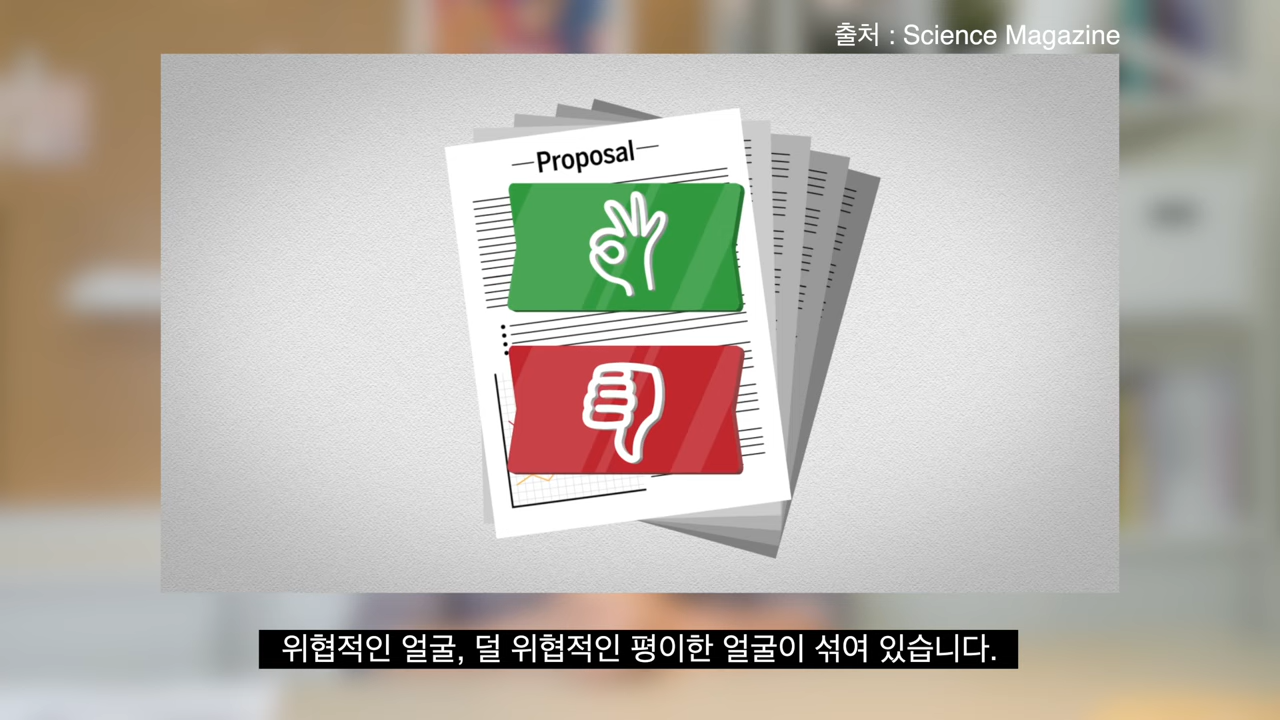 출처 : Science Magazine
Proposal
위협적인 얼굴, 덜 위협적인 평이한 얼굴이 섞여 있습니다.